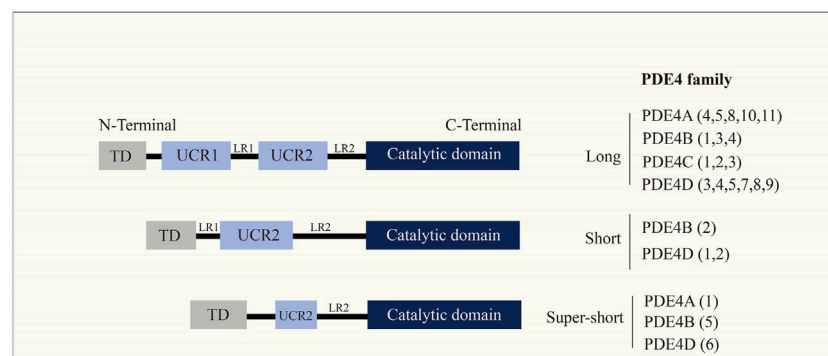 PDE4 family
N-Terminal C-Terminal
TD UCR1 LR1 UCR2 LR2 Catalytic domain
Long
PDE4A (4,5,8,10,11)
PDE4B (1,3,4)
PDE4C (1,2,3)
PDE4D (3,4,5,7,8,9)
TD LR1 UCR2 LR2 Catalytic domain
Short
PDE4B (2)
PDE4D (1,2)
TD UCR2 LR2 Catalytic domain
Super-short
PDE4A (1)
PDE4B (5)
PDE4D (6)